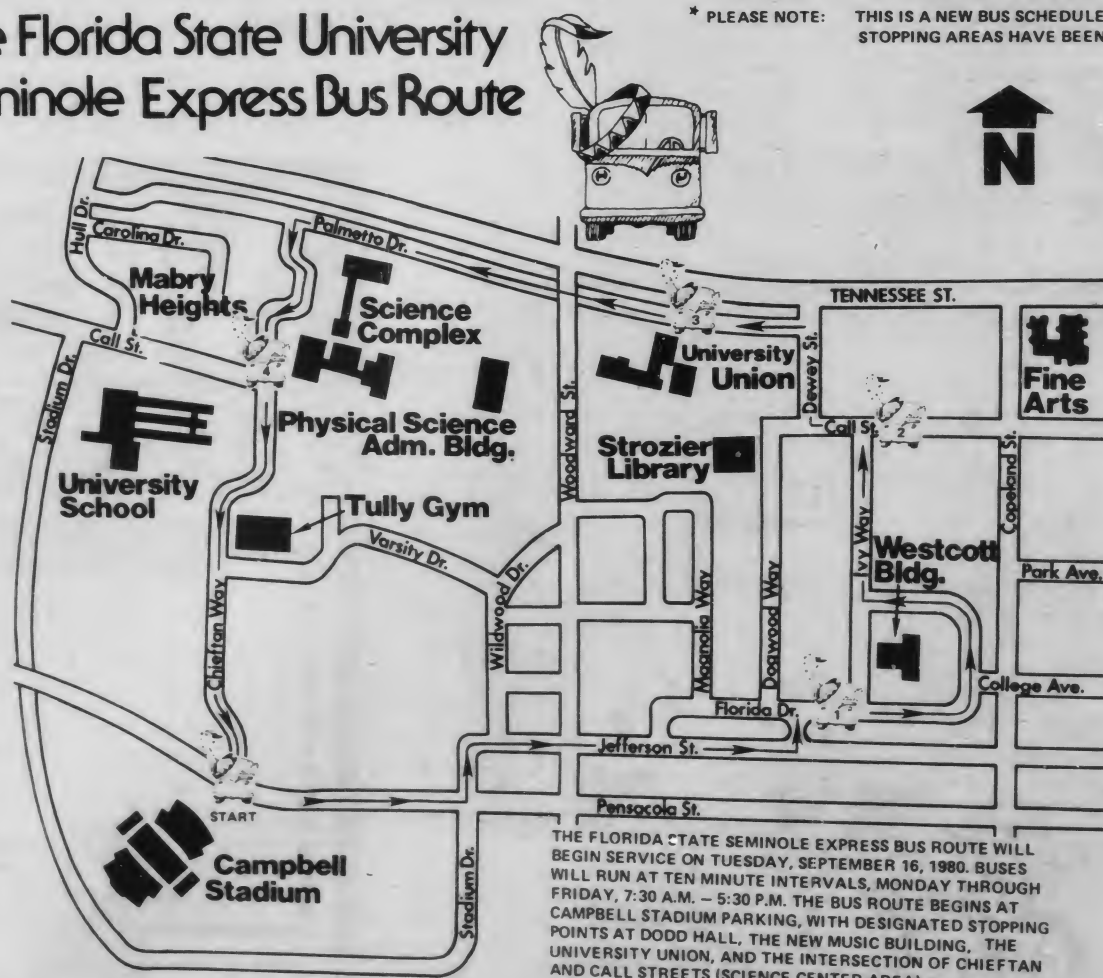 e Florida State University
minole Express Bus Route
* PLEASE NOTE: THIS IS A NEW BUS SCHEDULE
STOPPING AREAS HAVE BEEN
N
Hull Dr.
Carolina Dr.
Palmetto Dr.
Mabry
Heights
Science
Complex
3
TENNESSEE ST.
University
Union
Dewey St.
Fine
Arts
Call St.
4
Stadium Dr.
Physical Science
Adm. Bldg.
Woodward St.
Strozier
Library
Call St.
2
Copeland St.
University
School
Tully Gym
Varsity Dr.
Ivy Way
Westcott
Bldg.
Park Ave.
Chieftan Way
Wildwood Dr.
Magnolia Way
Dogwood Way
College Ave.
Florida Dr.
1
Jefferson St.
START
Pensacola St.
Campbell
Stadium
Stadium Dr.
THE FLORIDA STATE SEMINOLE EXPRESS BUS ROUTE WILL
BEGIN SERVICE ON TUESDAY, SEPTEMBER 16, 1980. BUSES
WILL RUN AT TEN MINUTE INTERVALS, MONDAY THROUGH
FRIDAY, 7:30 A.M. – 5:30 P.M. THE BUS ROUTE BEGINS AT
CAMPBELL STADIUM PARKING, WITH DESIGNATED STOPPING
POINTS AT DODD HALL, THE NEW MUSIC BUILDING, THE
UNIVERSITY UNION, AND THE INTERSECTION OF CHIEFTAN
AND CALL STREETS (SCIENCE CENTER AREA)